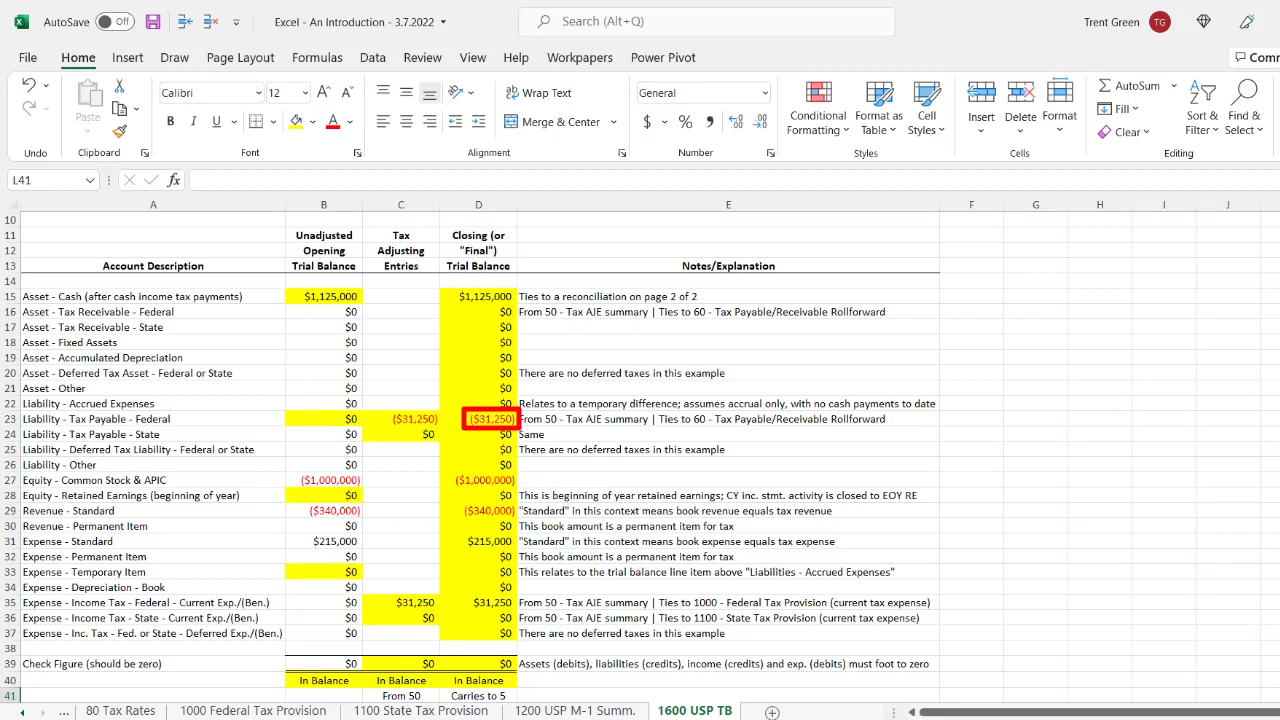 AutoSave Off Excel - An Introduction - 3.7.2022 Search (Alt+Q) Trent Green TG
File Home Insert Draw Page Layout Formulas Data Review View Help Workpapers Power Pivot Comm
Paste Calibri 12 Wrap Text General Conditional Formatting Format as Table Cell Styles Insert Delete Format AutoSum Fill Clear Sort & Filter Find & Select
B I U A Merge & Center $ %
Undo Clipboard Font Alignment Number Styles Cells Editing
L41 fx
A B C D E F G H I J
10
11 Unadjusted Tax Closing (or
12 Opening Adjusting "Final")
13 Account Description Trial Balance Entries Trial Balance Notes/Explanation
14
15 Asset - Cash (after cash income tax payments) $1,125,000 $1,125,000 Ties to a reconciliation on page 2 of 2
16 Asset - Tax Receivable - Federal $0 $0 From 50 - Tax AJE summary | Ties to 60 - Tax Payable/Receivable Rollforward
17 Asset - Tax Receivable - State $0 $0
18 Asset - Fixed Assets $0 $0
19 Asset - Accumulated Depreciation $0 $0
20 Asset - Deferred Tax Asset - Federal or State $0 $0 There are no deferred taxes in this example
21 Asset - Other $0 $0
22 Liability - Accrued Expenses $0 $0 Relates to a temporary difference; assumes accrual only, with no cash payments to date
23 Liability - Tax Payable - Federal $0 ($31,250) ($31,250) From 50 - Tax AJE summary | Ties to 60 - Tax Payable/Receivable Rollforward
24 Liability - Tax Payable - State $0 $0 $0 Same
25 Liability - Deferred Tax Liability - Federal or State $0 $0 There are no deferred taxes in this example
26 Liability - Other $0 $0
27 Equity - Common Stock & APIC ($1,000,000) ($1,000,000)
28 Equity - Retained Earnings (beginning of year) $0 $0 This is beginning of year retained earnings; CY inc. stmt. activity is closed to EOY RE
29 Revenue - Standard ($340,000) ($340,000) "Standard" in this context means book revenue equals tax revenue
30 Revenue - Permanent Item $0 $0 This book amount is a permanent item for tax
31 Expense - Standard $215,000 $215,000 "Standard" in this context means book expense equals tax expense
32 Expense - Permanent Item $0 $0 This book amount is a permanent item for tax
33 Expense - Temporary Item $0 $0 This relates to the trial balance line item above "Liabilities - Accrued Expenses"
34 Expense - Depreciation - Book $0 $0
35 Expense - Income Tax - Federal - Current Exp./(Ben.) $0 $31,250 $31,250 From 50 - Tax AJE summary | Ties to 1000 - Federal Tax Provision (current tax expense)
36 Expense - Income Tax - State - Current Exp./(Ben.) $0 $0 $0 From 50 - Tax AJE summary | Ties to 1100 - State Tax Provision (current tax expense)
37 Expense - Inc. Tax - Fed. or State - Deferred Exp./(Ben.) $0 $0 There are no deferred taxes in this example
38
39 Check Figure (should be zero) $0 $0 $0 Assets (debits), liabilities (credits), income (credits) and exp. (debits) must foot to zero
40 In Balance In Balance In Balance
41 From 50 Carries to 5
... 80 Tax Rates 1000 Federal Tax Provision 1100 State Tax Provision 1200 USP M-1 Summ. 1600 USP TB